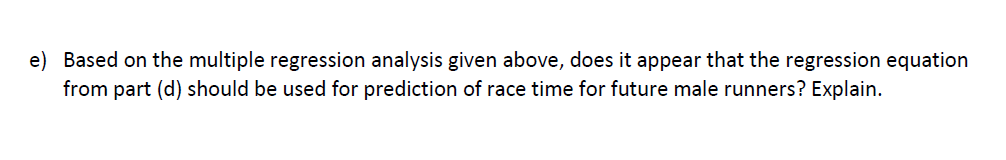 e) Based on the multiple regression analysis given above, does it appear that the regression equation
from part (d) should be used for prediction of race time for future male runners? Explain.